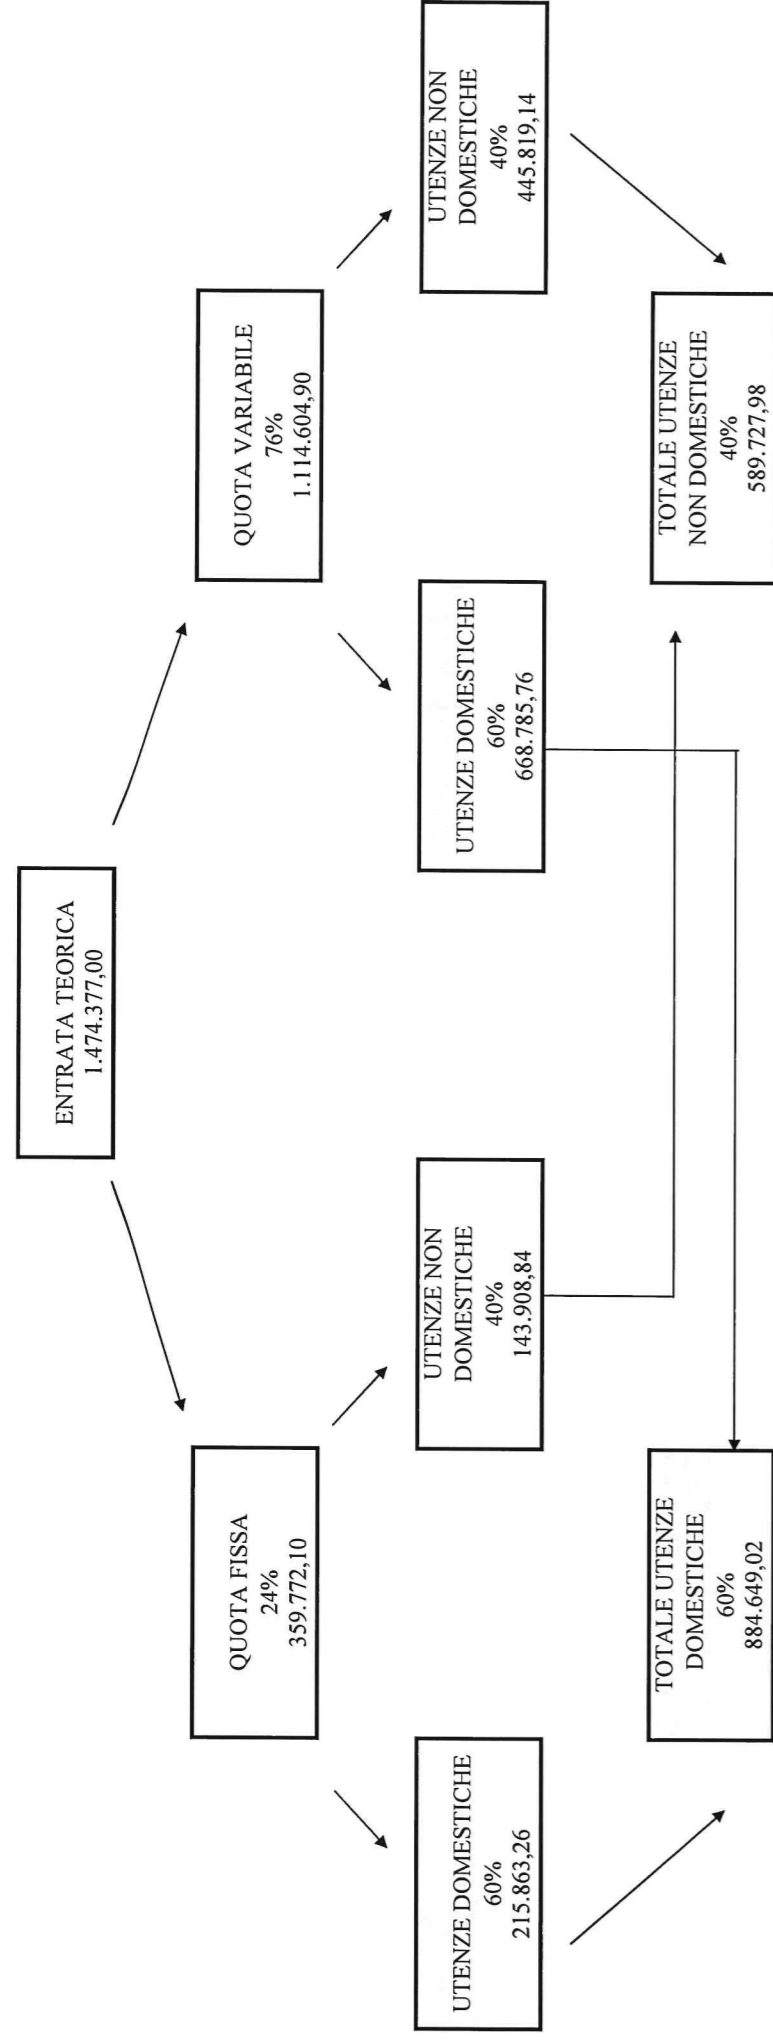 ENTRATA TEORICA
1.474.377,00
QUOTA FISSA
24%
359.772,10
QUOTA VARIABILE
76%
1.114.604,90
UTENZE DOMESTICHE
60%
215.863,26
UTENZE NON
DOMESTICHE
40%
143.908,84
UTENZE DOMESTICHE
60%
668.785,76
UTENZE NON
DOMESTICHE
40%
445.819,14
TOTALE UTENZE
DOMESTICHE
60%
884.649,02
TOTALE UTENZE
NON DOMESTICHE
40%
589.727,98